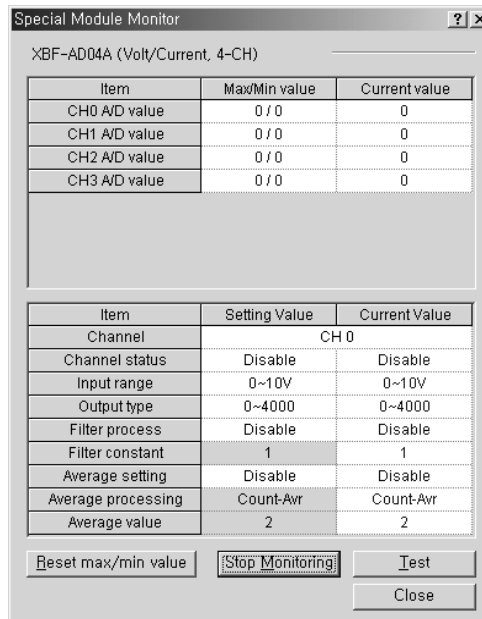 Special Module Monitor
XBF-AD04A (Volt/Current, 4-CH)
Item Max/Min value Current value
CH0 A/D value 0 / 0 0
CH1 A/D value 0 / 0 0
CH2 A/D value 0 / 0 0
CH3 A/D value 0 / 0 0
Item Setting Value Current Value
Channel CH 0
Channel status Disable Disable
Input range 0~10V 0~10V
Output type 0~4000 0~4000
Filter process Disable Disable
Filter constant 1 1
Average setting Disable Disable
Average processing Count-Avr Count-Avr
Average value 2 2
Reset max/min value Stop Monitoring Test
Close